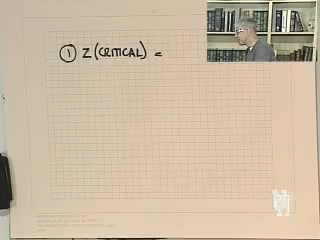 ① Z (CRITICAL) =